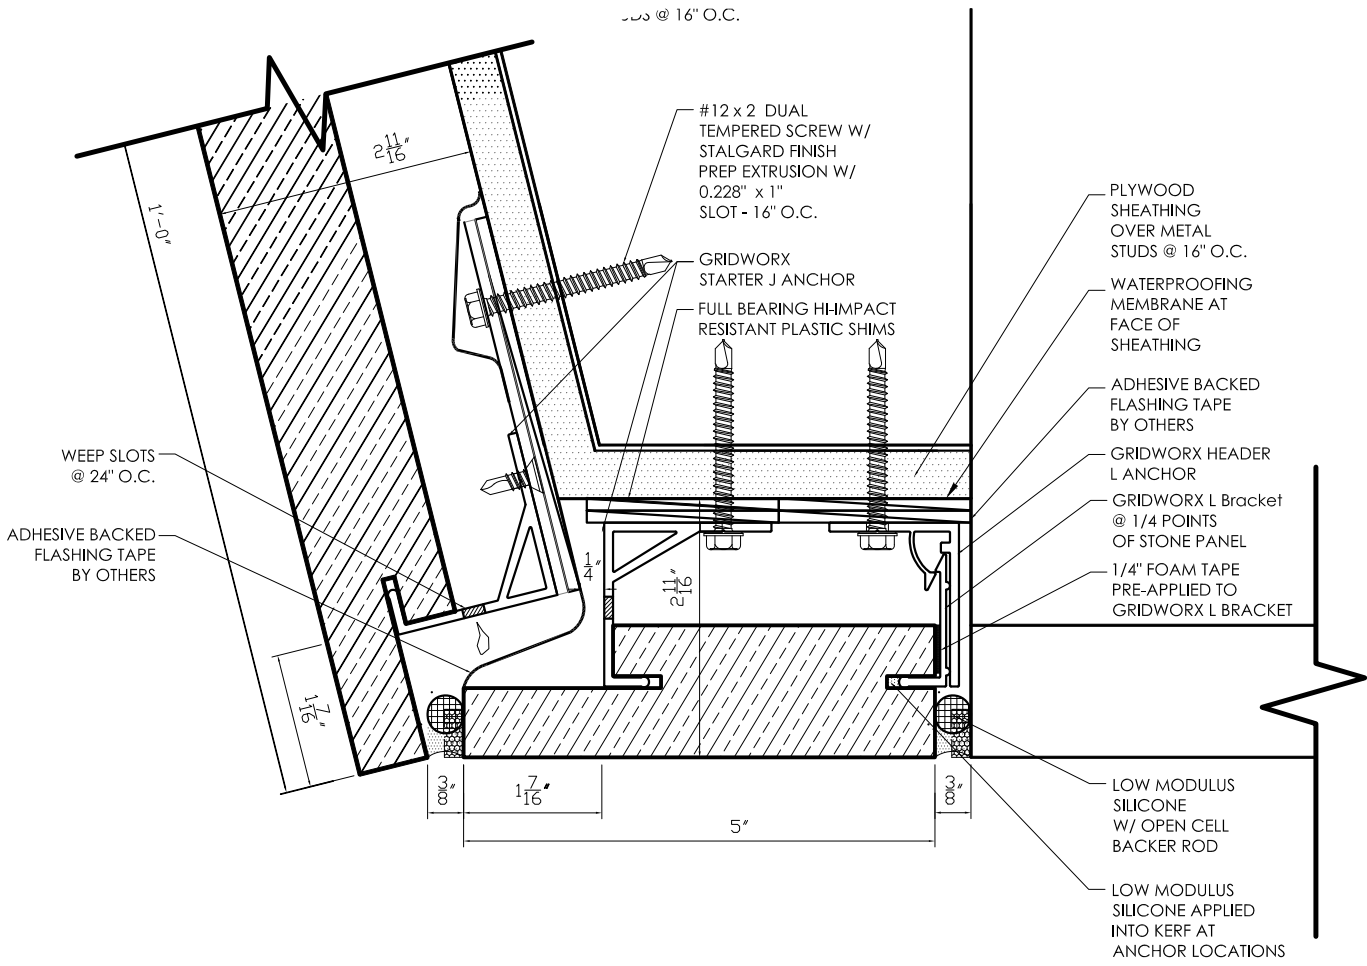 @ 16" O.C.
#12 x 2 DUAL
TEMPERED SCREW W/
STALGARD FINISH
PREP EXTRUSION W/
0.228" x 1"
SLOT - 16" O.C.
GRIDWORX
STARTER J ANCHOR
FULL BEARING HI-IMPACT
RESISTANT PLASTIC SHIMS
PLYWOOD
SHEATHING
OVER METAL
STUDS @ 16" O.C.
WATERPROOFING
MEMBRANE AT
FACE OF
SHEATHING
ADHESIVE BACKED
FLASHING TAPE
BY OTHERS
GRIDWORX HEADER
L ANCHOR
GRIDWORX L Bracket
@ 1/4 POINTS
OF STONE PANEL
1/4" FOAM TAPE
PRE-APPLIED TO
GRIDWORX L BRACKET
LOW MODULUS
SILICONE
W/ OPEN CELL
BACKER ROD
LOW MODULUS
SILICONE APPLIED
INTO KERF AT
ANCHOR LOCATIONS
WEEP SLOTS
@ 24" O.C.
ADHESIVE BACKED
FLASHING TAPE
BY OTHERS
2 11/16"
1'-0"
1 7/16"
1/4"
2 11/16"
3/8"
1 7/16"
3/8"
5"